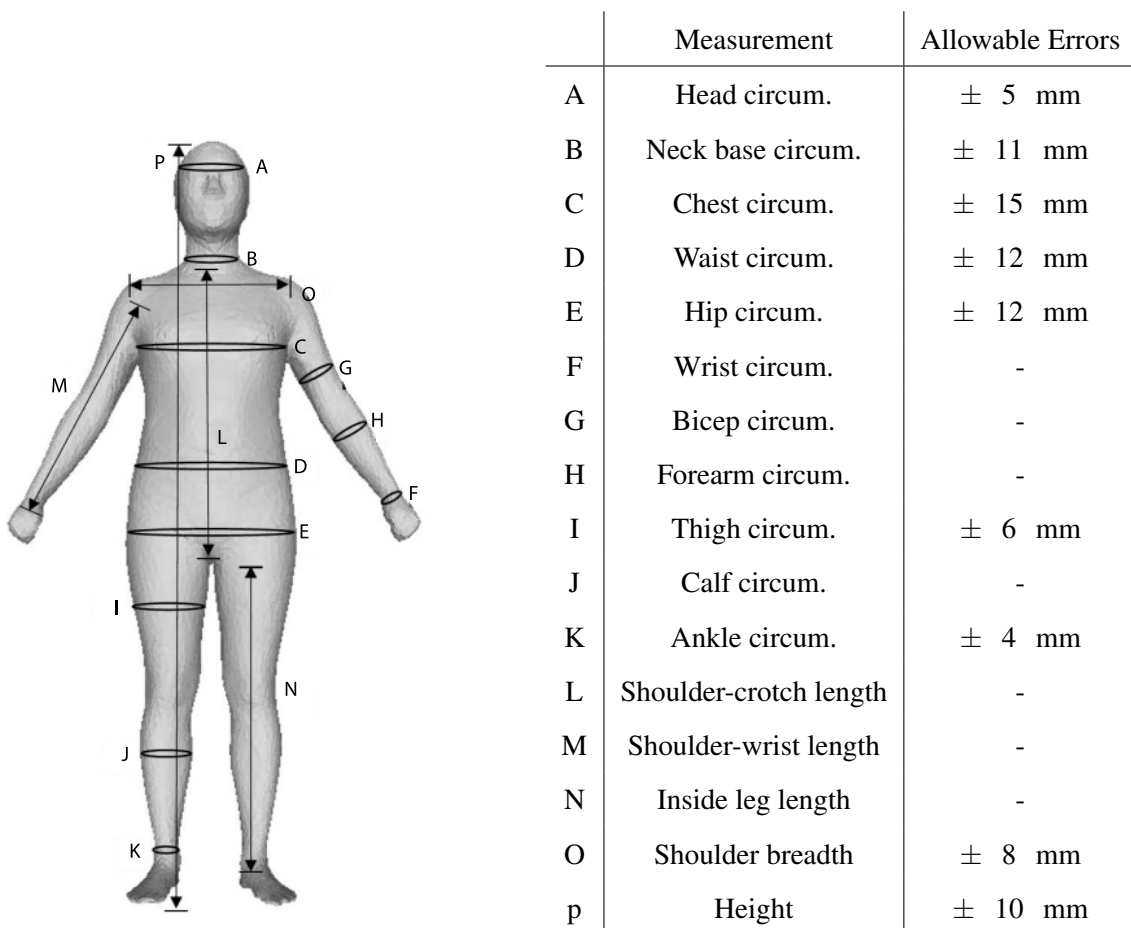 P
A
B
O
C
G
M
H
L
D
F
E
I
N
J
K
Measurement Allowable Errors
A Head circum. ± 5 mm
B Neck base circum. ± 11 mm
C Chest circum. ± 15 mm
D Waist circum. ± 12 mm
E Hip circum. ± 12 mm
F Wrist circum. -
G Bicep circum. -
H Forearm circum. -
I Thigh circum. ± 6 mm
J Calf circum. -
K Ankle circum. ± 4 mm
L Shoulder-crotch length -
M Shoulder-wrist length -
N Inside leg length -
O Shoulder breadth ± 8 mm
p Height ± 10 mm